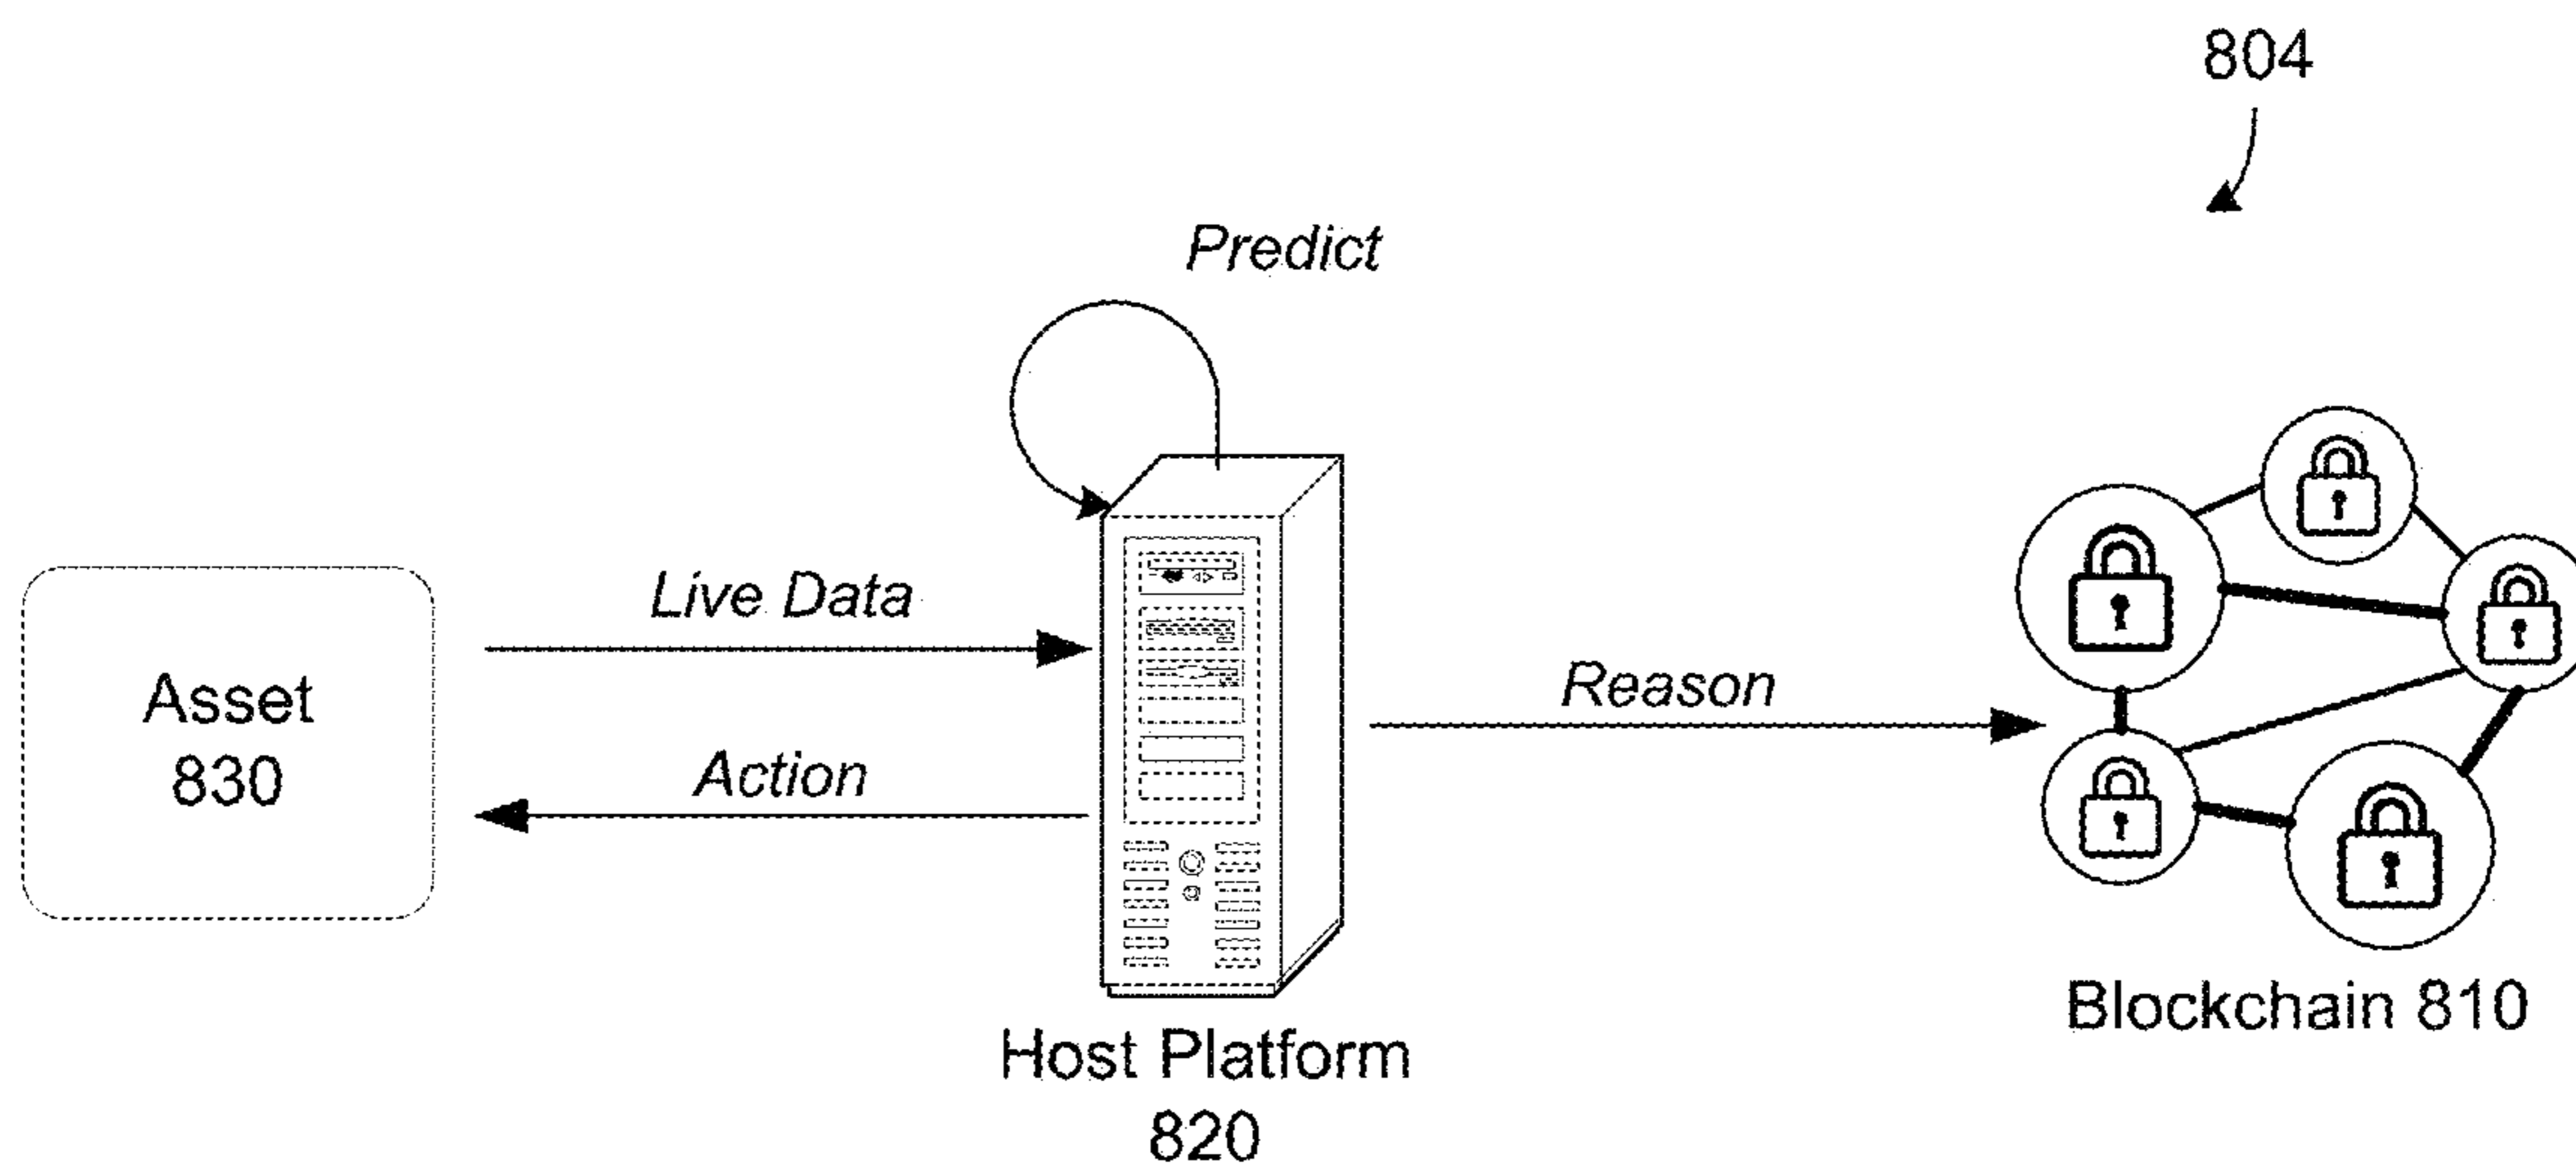 804
Predict
Live Data
Asset
830
Action
Reason
Blockchain 810
Host Platform
820